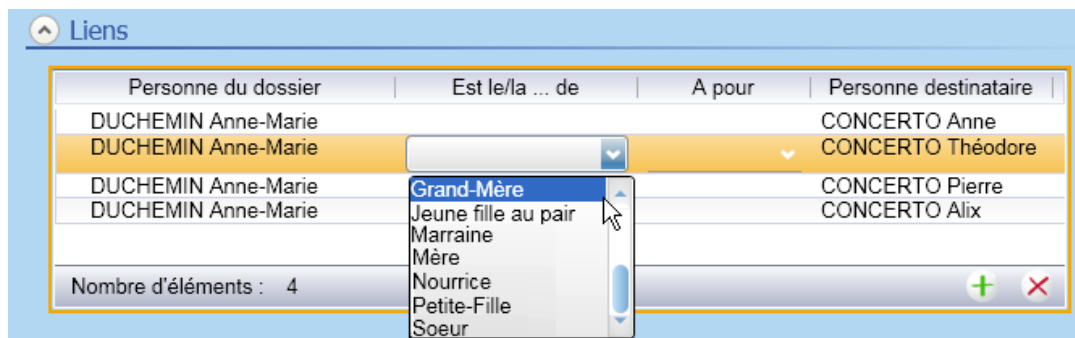 Liens
Personne du dossier Est le/la ... de A pour Personne destinataire
DUCHEMIN Anne-Marie CONCERTO Anne
DUCHEMIN Anne-Marie CONCERTO Théodore
DUCHEMIN Anne-Marie Grand-Mère CONCERTO Pierre
DUCHEMIN Anne-Marie Jeune fille au pair CONCERTO Alix
Marraine
Mère
Nombre d'éléments : 4 Nourrice
Petite-Fille
Soeur